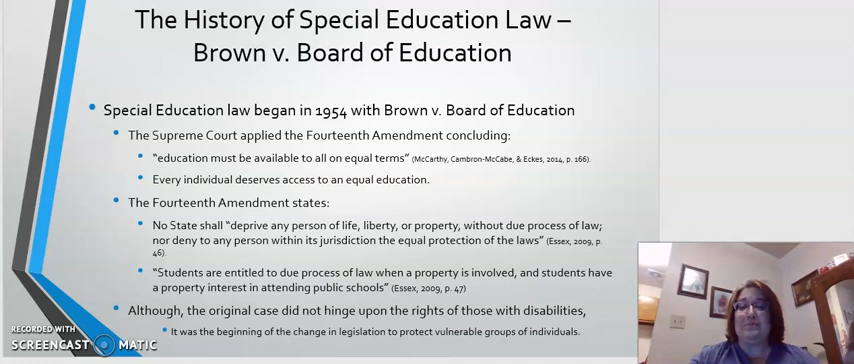 The History of Special Education Law –
Brown v. Board of Education
• Special Education law began in 1954 with Brown v. Board of Education
• The Supreme Court applied the Fourteenth Amendment concluding:
• “education must be available to all on equal terms” (McCarthy, Cambron-McCabe, & Eckes, 2014, p. 166).
• Every individual deserves access to an equal education.
• The Fourteenth Amendment states:
• No State shall “deprive any person of life, liberty, or property, without due process of law;
nor deny to any person within its jurisdiction the equal protection of the laws” (Essex, 2009, p.
46).
• “Students are entitled to due process of law when a property is involved, and students have
a property interest in attending public schools” (Essex, 2009, p. 47)
• Although, the original case did not hinge upon the rights of those with disabilities,
• It was the beginning of the change in legislation to protect vulnerable groups of individuals.
RECORDED WITH
SCREENCAST MATIC